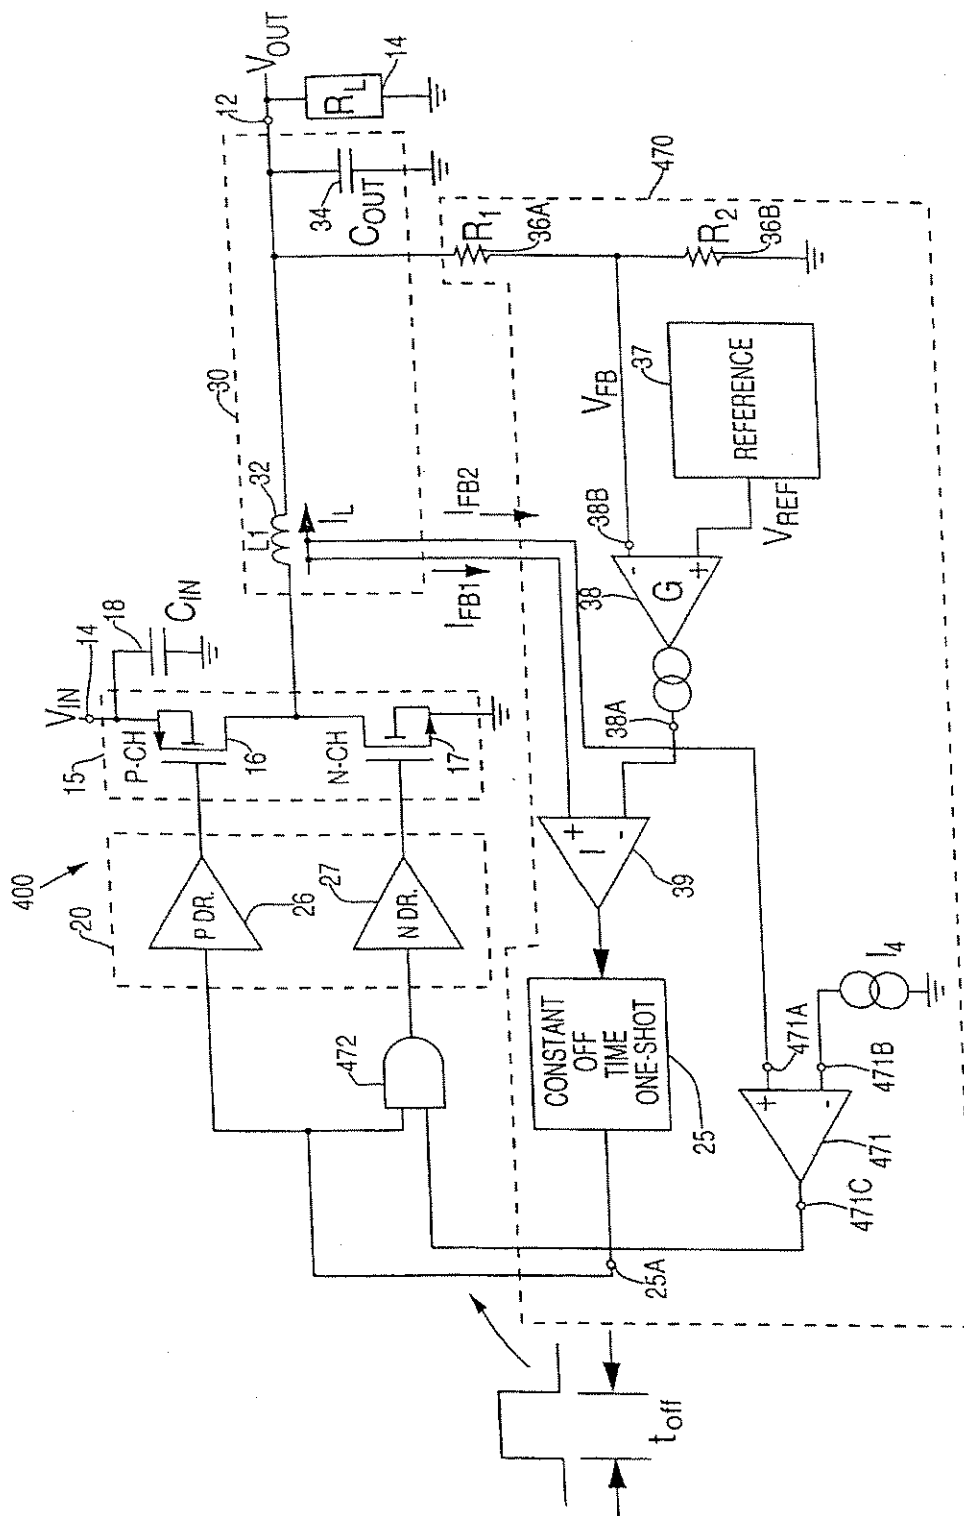 400
20
P DR.
26
27
N DR.
472
15
P-CH
16
N-CH
17
V_IN
14
18
C_IN
30
L1
32
I_L
I_FB1
I_FB2
34
C_OUT
12
V_OUT
R_L
14
470
R_1
36A
R_2
36B
V_FB
37
REFERENCE
V_REF
38B
38
- +
G
38A
+ -
I
39
CONSTANT
OFF
TIME
ONE-SHOT
25
25A
471A
471B
I_4
+ -
471
471C
t_off